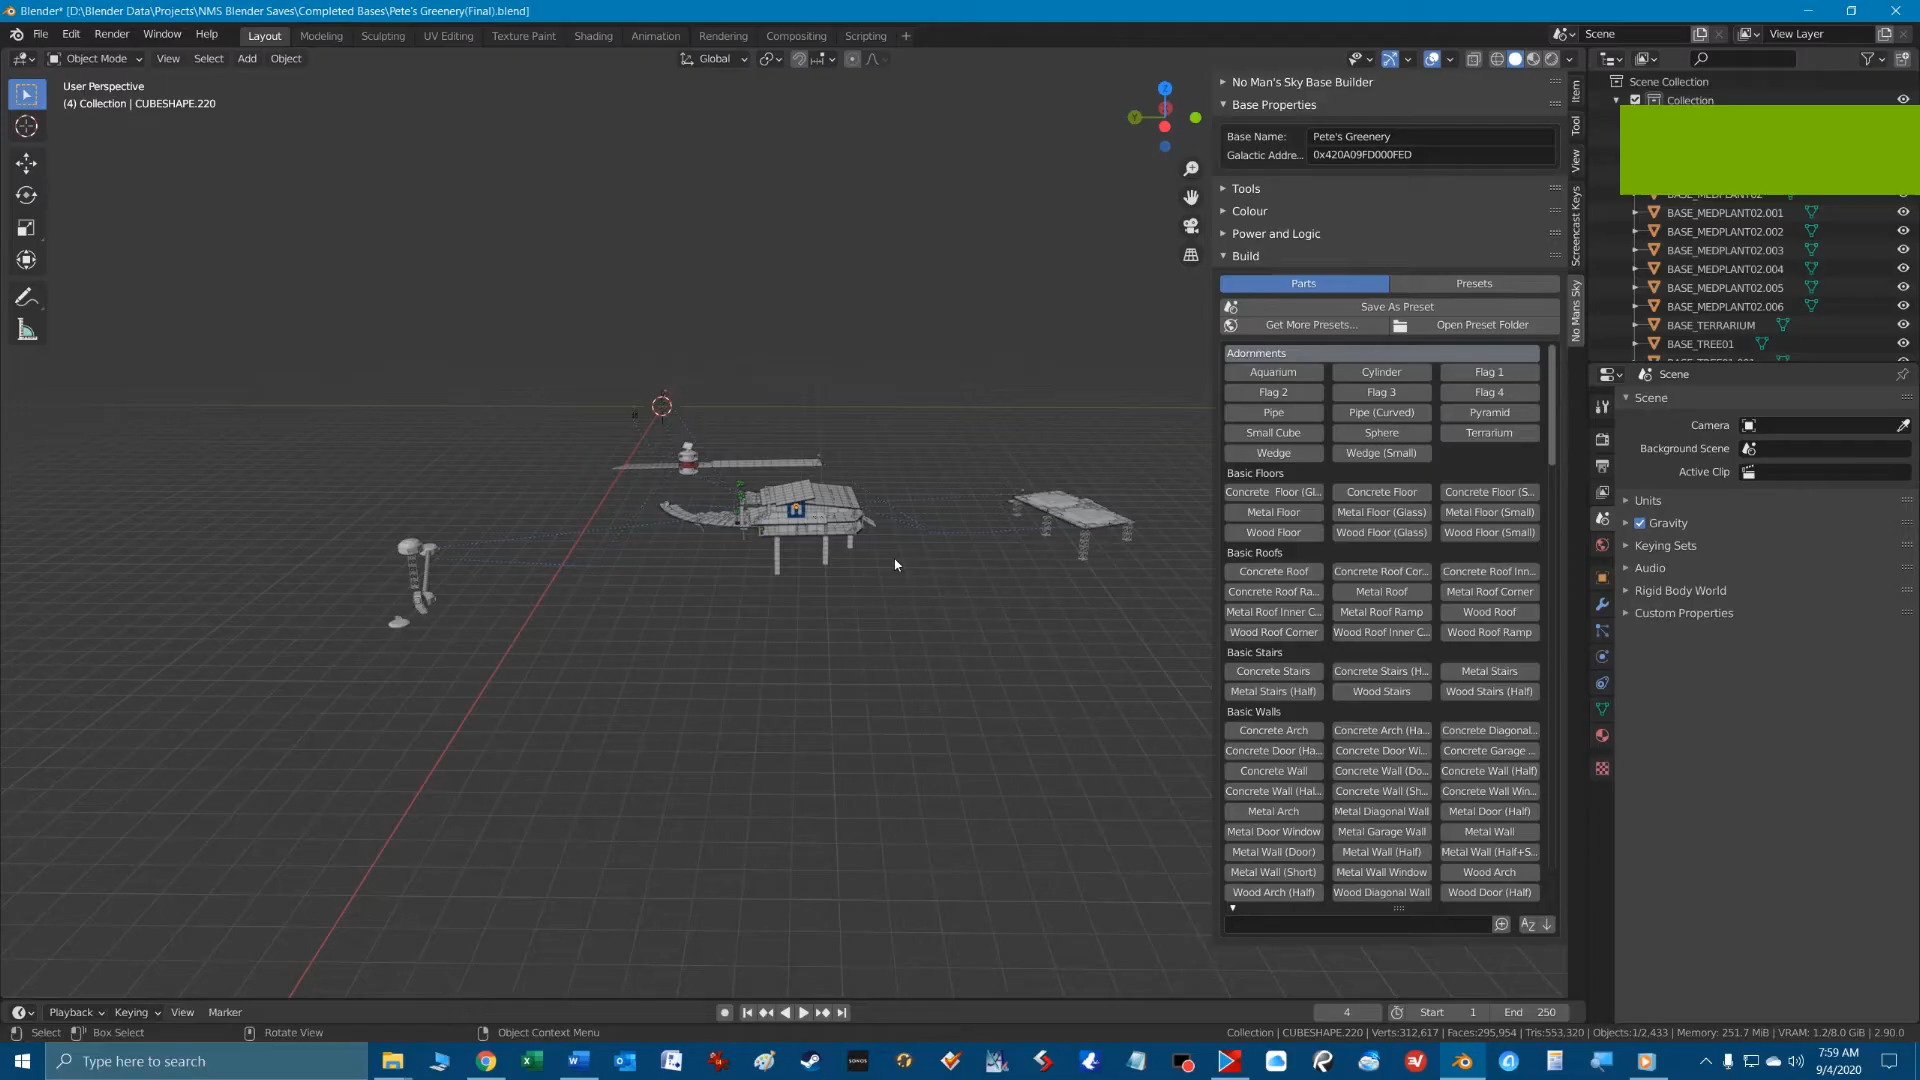 Blender* [D:\Blender Data\Projects\NMS Blender Saves\Completed Bases\Pete's Greenery(Final).blend]
File Edit Render Window Help Layout Modeling Sculpting UV Editing Texture Paint Shading Animation Rendering Compositing Scripting + Scene View Layer
Object Mode View Select Add Object Global
User Perspective
(4) Collection | CUBESHAPE.220
No Man's Sky Base Builder
Base Properties
Base Name: Pete's Greenery
Galactic Addre... 0x420A09FD000FED
Tools
Colour
Power and Logic
Build
Parts Presets
Save As Preset
Get More Presets... Open Preset Folder
Adornments
Aquarium Cylinder Flag 1
Flag 2 Flag 3 Flag 4
Pipe Pipe (Curved) Pyramid
Small Cube Sphere Terrarium
Wedge Wedge (Small)
Basic Floors
Concrete Floor (Gl... Concrete Floor Concrete Floor (S...
Metal Floor Metal Floor (Glass) Metal Floor (Small)
Wood Floor Wood Floor (Glass) Wood Floor (Small)
Basic Roofs
Concrete Roof Concrete Roof Cor... Concrete Roof Inn...
Concrete Roof Ra... Metal Roof Metal Roof Corner
Metal Roof Inner C... Metal Roof Ramp Wood Roof
Wood Roof Corner Wood Roof Inner C... Wood Roof Ramp
Basic Stairs
Concrete Stairs Concrete Stairs (H... Metal Stairs
Metal Stairs (Half) Wood Stairs Wood Stairs (Half)
Basic Walls
Concrete Arch Concrete Arch (Ha... Concrete Diagonal...
Concrete Door (Ha... Concrete Door Wi... Concrete Garage ...
Concrete Wall Concrete Wall (Do... Concrete Wall (Half)
Concrete Wall (Hal... Concrete Wall (Sh... Concrete Wall Win...
Metal Arch Metal Diagonal Wall Metal Door (Half)
Metal Door Window Metal Garage Wall Metal Wall
Metal Wall (Door) Metal Wall (Half) Metal Wall (Half+S...
Metal Wall (Short) Metal Wall Window Wood Arch
Wood Arch (Half) Wood Diagonal Wall Wood Door (Half)
Item
Tool
View
Screencast Keys
No Mans Sky
Scene Collection
Collection
BASE_MEDPLANT02
BASE_MEDPLANT02.001
BASE_MEDPLANT02.002
BASE_MEDPLANT02.003
BASE_MEDPLANT02.004
BASE_MEDPLANT02.005
BASE_MEDPLANT02.006
BASE_TERRARIUM
BASE_TREE01
BASE_TREE01.001
Scene
Scene
Camera
Background Scene
Active Clip
Units
Gravity
Keying Sets
Audio
Rigid Body World
Custom Properties
Playback Keying View Marker 4 Start 1 End 250
Select Box Select Rotate View Object Context Menu Collection | CUBESHAPE.220 | Verts:312,617 | Faces:295,954 | Tris:553,320 | Objects:1/2,433 | Memory: 251.7 MiB | VRAM: 1.2/8.0 GiB | 2.90.0
Type here to search SONOS 7:59 AM
9/4/2020